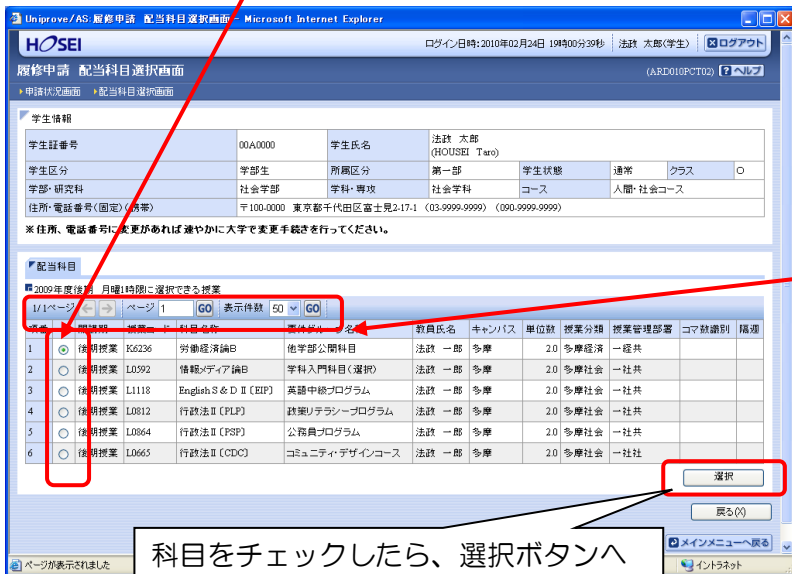 Uniprove/AS:履修申請 配当科目選択画面 - Microsoft Internet Explorer
HOSEI
ログイン日時:2010年02月24日 19時00分39秒 法政 太郎(学生) ログアウト
履修申請 配当科目選択画面 (ARD010PCT02) ? ヘルプ
申請状況画面 配当科目選択画面
学生情報
学生証番号 00A0000 学生氏名 法政 太郎
(HOUSEI Taro)
学生区分 学部生 所属区分 第一部 学生状態 通常 クラス O
学部・研究科 社会学部 学科・専攻 社会学科 コース 人間・社会コース
住所・電話番号(固定)(携帯) 〒100-0000 東京都千代田区富士見2-17-1 (03-9999-9999) (090-9999-9999)
※住所、電話番号に変更があれば速やかに大学で変更手続きを行ってください。
配当科目
2009年度後期 月曜1時限に選択できる授業
1/1ページ ページ 1 GO 表示件数 50 GO
項番 開講期 授業コード 科目名称 教員氏名 キャンパス 単位数 授業分類 授業管理部署 コマ数識別 隔週
1 後期授業 K6236 労働経済論B 他学部公開科目 法政 一郎 多摩 2.0 多摩経済 一経共
2 後期授業 L0592 情報メディア論B 学科入門科目(選択) 法政 一郎 多摩 2.0 多摩社会 一社共
3 後期授業 L1118 English S & D II〔EIP〕 英語中級プログラム 法政 一郎 多摩 2.0 多摩社会 一社共
4 後期授業 L0812 行政法II〔PLP〕 政策リテラシープログラム 法政 一郎 多摩 2.0 多摩社会 一社共
5 後期授業 L0864 行政法II〔PSP〕 公務員プログラム 法政 一郎 多摩 2.0 多摩社会 一社共
6 後期授業 L0665 行政法II〔CDC〕 コミュニティ・デザインコース 法政 一郎 多摩 2.0 多摩社会 一社社
選択
戻る(X)
科目をチェックしたら、選択ボタンへ
メインメニューへ戻る
ページが表示されました イントラネット